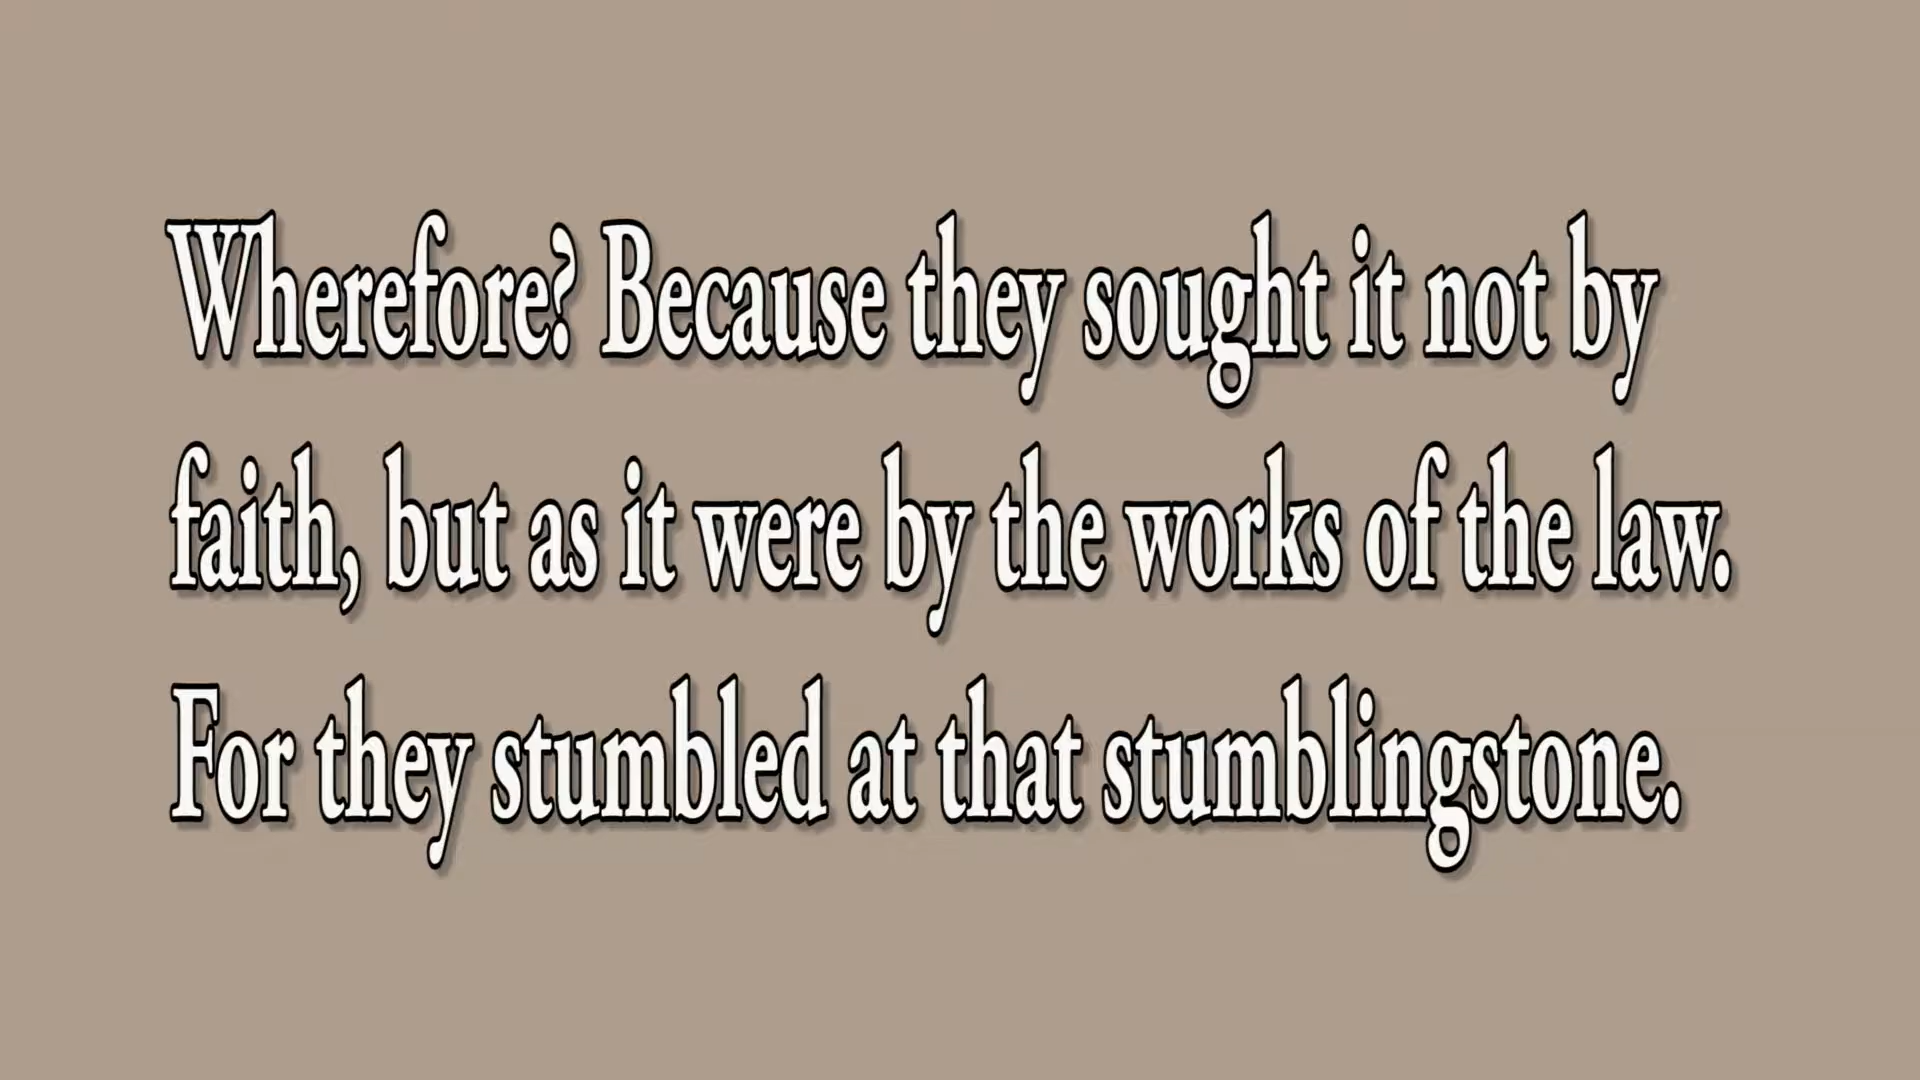 Wherefore? Because they sought it not by
faith, but as it were by the works of the law.
For they stumbled at that stumblingstone.